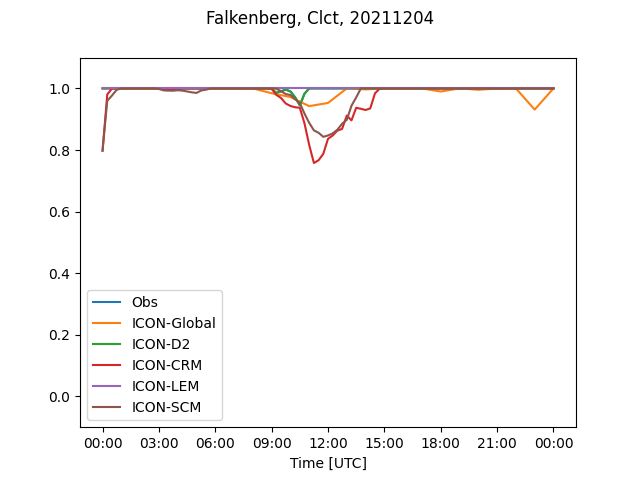 Falkenberg, Clct, 20211204
1.0
0.8
0.6
0.4
0.2
0.0
Obs
ICON-Global
ICON-D2
ICON-CRM
ICON-LEM
ICON-SCM
00:00 03:00 06:00 09:00 12:00 15:00 18:00 21:00 00:00
Time [UTC]